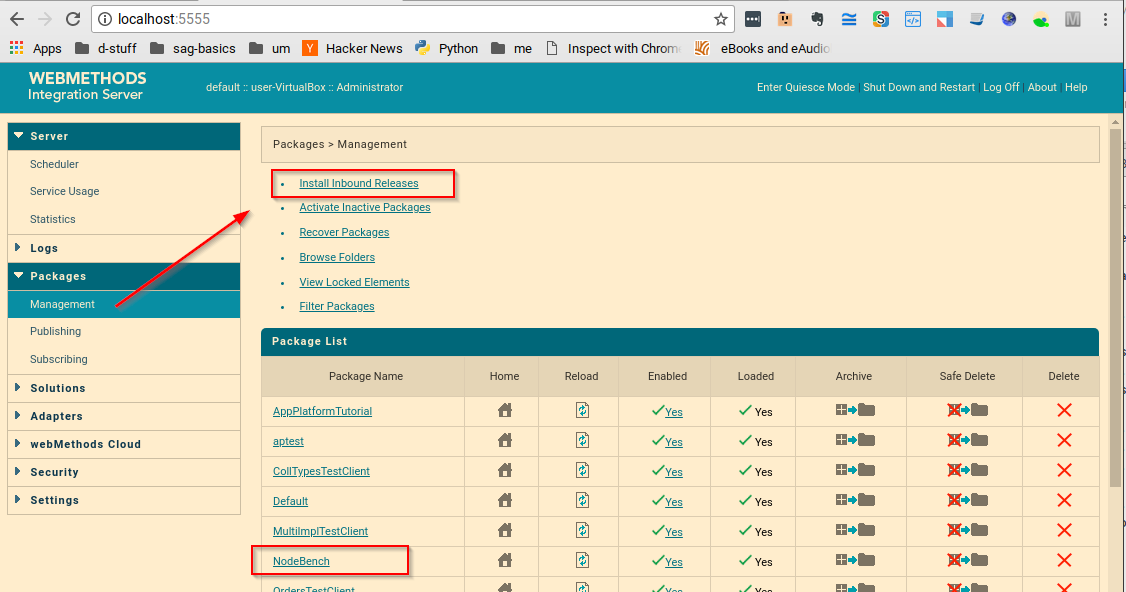 localhost:5555
Apps d-stuff sag-basics um Hacker News Python me Inspect with Chrom eBooks and eAudio
WEBMETHODS
Integration Server
default :: user-VirtualBox :: Administrator
Enter Quiesce Mode | Shut Down and Restart | Log Off | About | Help
Server
Scheduler
Service Usage
Statistics
Logs
Packages
Management
Publishing
Subscribing
Solutions
Adapters
webMethods Cloud
Security
Settings
Packages > Management
Install Inbound Releases
Activate Inactive Packages
Recover Packages
Browse Folders
View Locked Elements
Filter Packages
Package List
Package Name Home Reload Enabled Loaded Archive Safe Delete Delete
AppPlatformTutorial Yes Yes
aptest Yes Yes
CollTypesTestClient Yes Yes
Default Yes Yes
MultiImplTestClient Yes Yes
NodeBench Yes Yes
OrdersTestClient Yes Yes